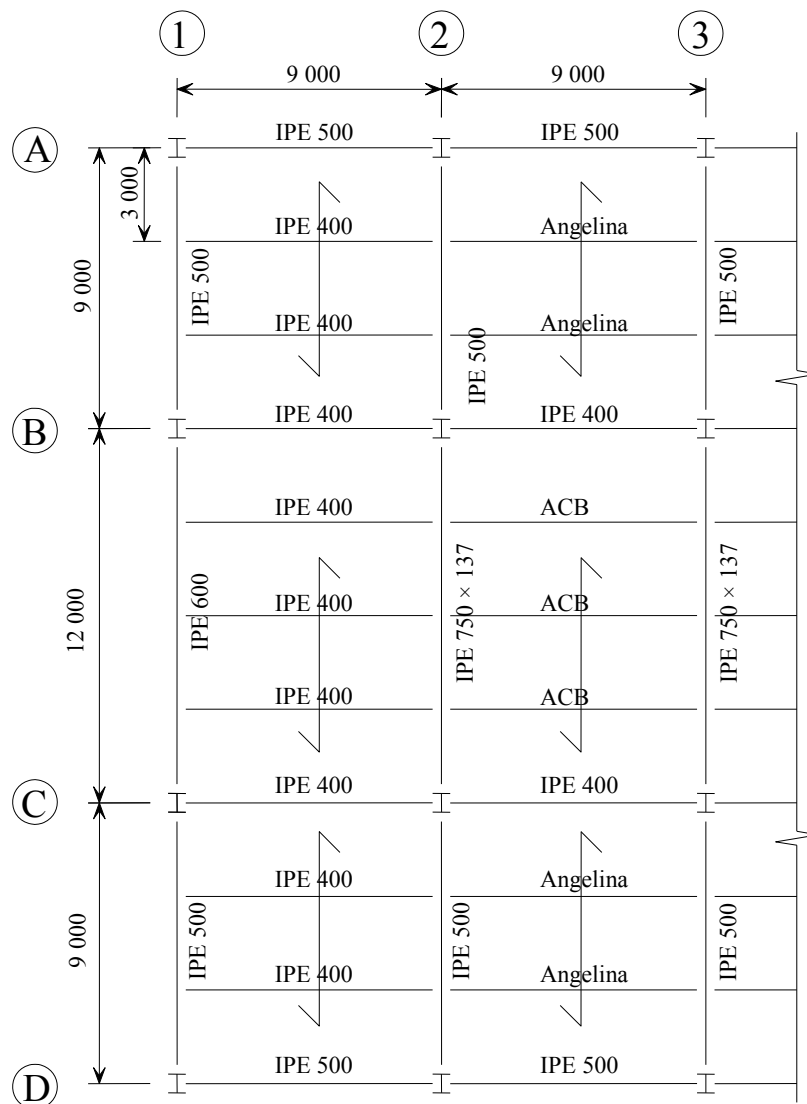 1 2 3
9 000 9 000
A IPE 500 IPE 500
3 000
IPE 400 Angelina
9 000 IPE 500 IPE 500
IPE 400 Angelina
IPE 500
B IPE 400 IPE 400
IPE 400 ACB
12 000 IPE 600 IPE 400 IPE 750 × 137 ACB IPE 750 × 137
IPE 400 ACB
C IPE 400 IPE 400
IPE 400 Angelina
9 000 IPE 500 IPE 500 IPE 500
IPE 400 Angelina
D IPE 500 IPE 500